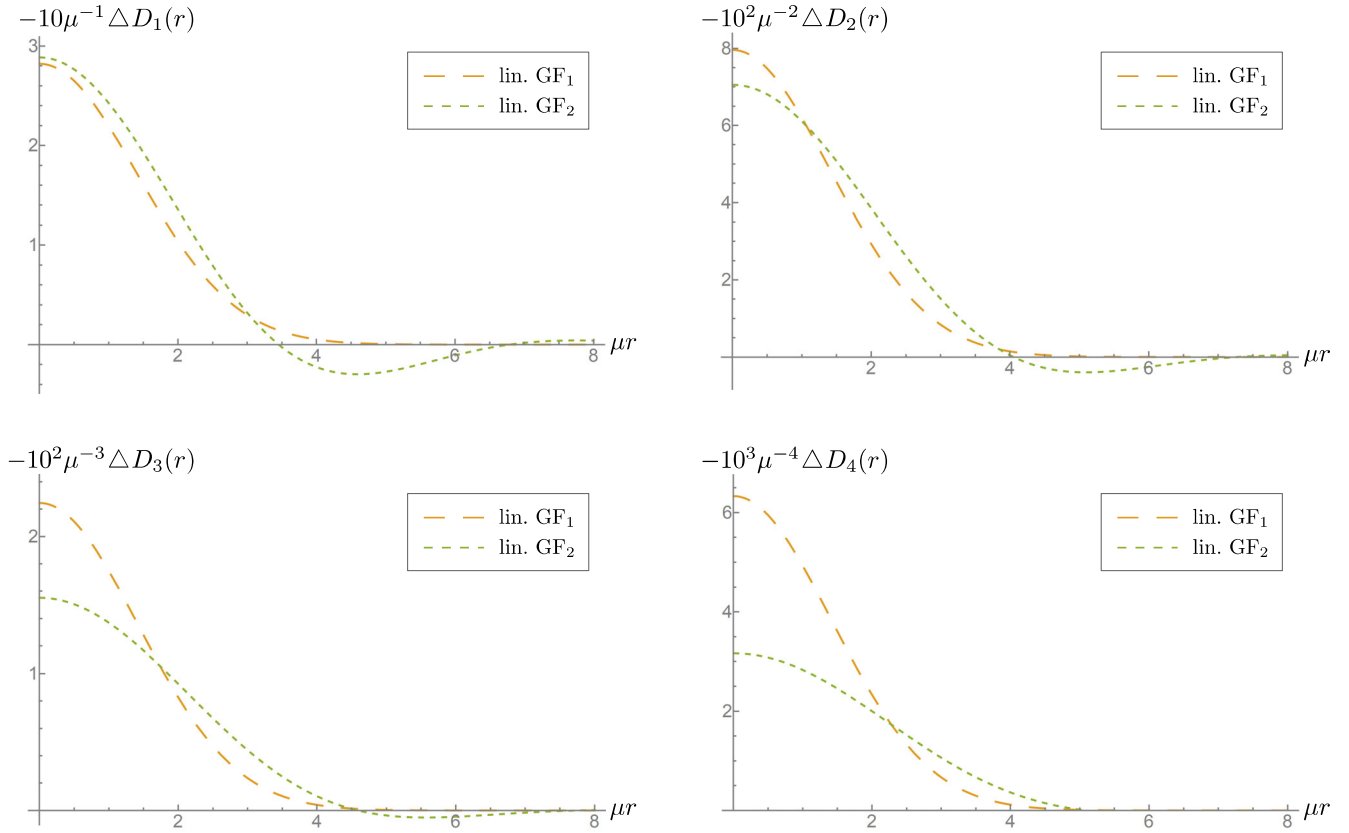 −10μ⁻¹△D₁(r)
3
2
1
2
4
6
8
μr
lin. GF₁
lin. GF₂
−10²μ⁻²△D₂(r)
8
6
4
2
2
4
6
8
μr
lin. GF₁
lin. GF₂
−10²μ⁻³△D₃(r)
2
1
2
4
6
8
μr
lin. GF₁
lin. GF₂
−10³μ⁻⁴△D₄(r)
6
4
2
2
4
6
8
μr
lin. GF₁
lin. GF₂